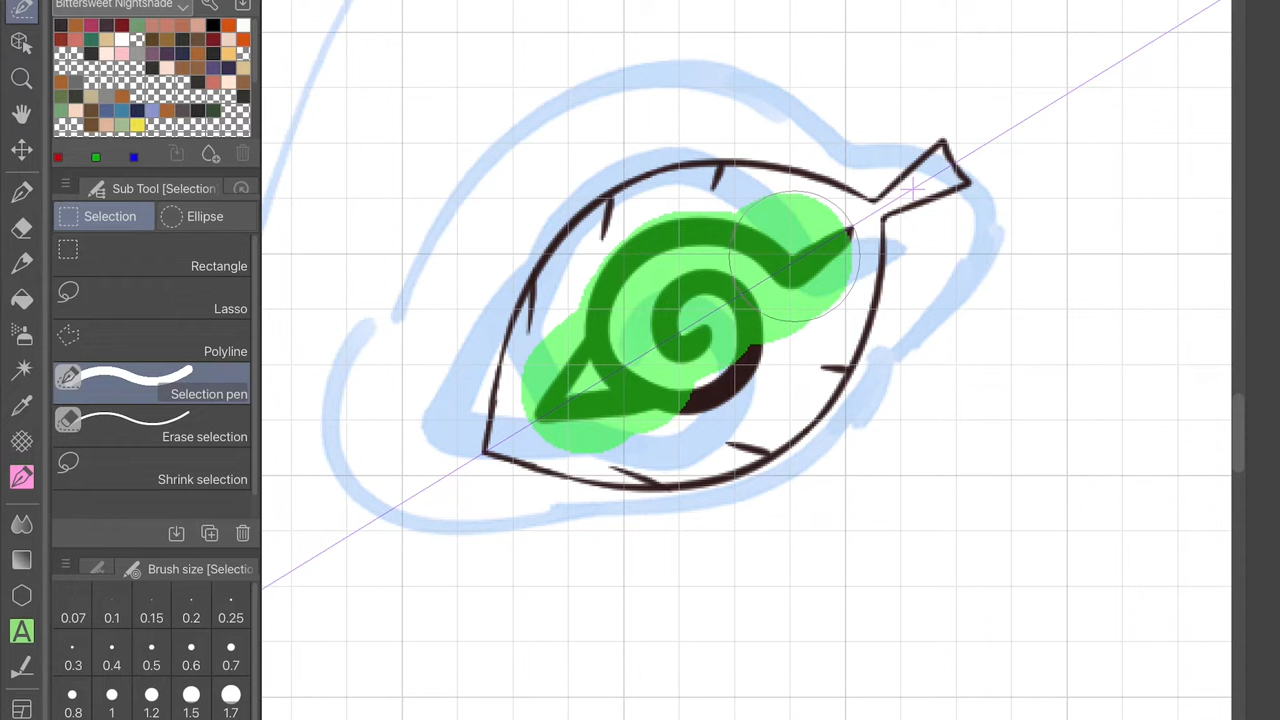 Bittersweet Nightshade
Sub Tool [Selection
Selection
Ellipse
Rectangle
Lasso
Polyline
Selection pen
Erase selection
Shrink selection
Brush size [Selectio
0.07 0.1 0.15 0.2 0.25
0.3 0.4 0.5 0.6 0.7
0.8 1 1.2 1.5 1.7
A